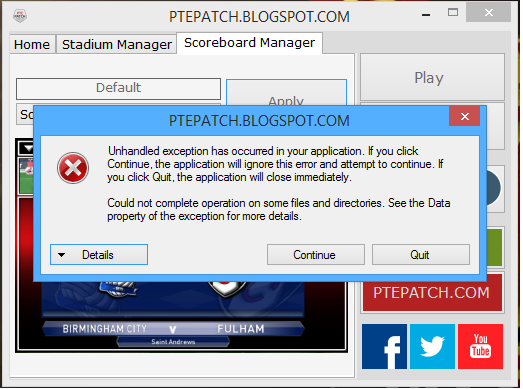 PTEPATCH.BLOGSPOT.COM
Home
Stadium Manager
Scoreboard Manager
Default
Apply
Play
PTEPATCH.BLOGSPOT.COM
Unhandled exception has occurred in your application. If you click
Continue, the application will ignore this error and attempt to continue. If
you click Quit, the application will close immediately.
Could not complete operation on some files and directories. See the Data
property of the exception for more details.
Details
Continue
Quit
PTEPATCH.COM
BIRMINGHAM CITY V FULHAM
Saint Andrews
You
Tube